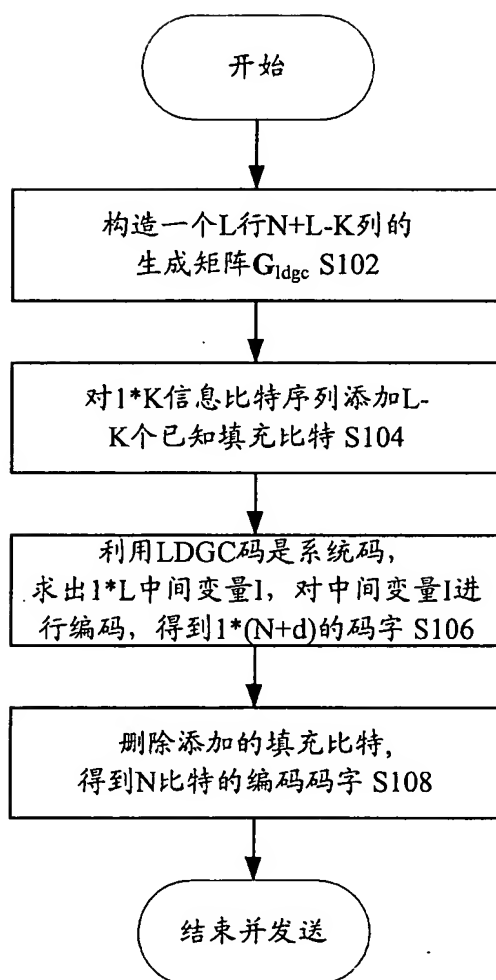 开始
构造一个L行N+L-K列的
生成矩阵Gldgc S102
对1*K信息比特序列添加L-
K个已知填充比特 S104
利用LDGC码是系统码,
求出1*L中间变量I，对中间变量I进
行编码，得到1*(N+d)的码字 S106
删除添加的填充比特,
得到N比特的编码码字 S108
结束并发送